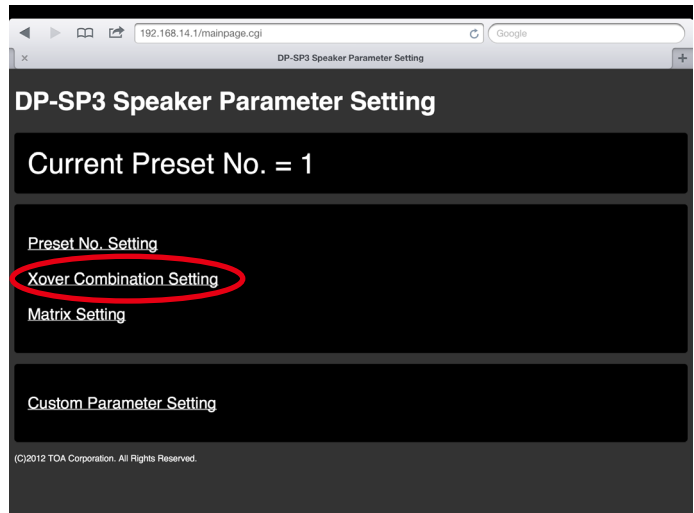 192.168.14.1/mainpage.cgi
Google
DP-SP3 Speaker Parameter Setting
DP-SP3 Speaker Parameter Setting
Current Preset No. = 1
Preset No. Setting
Xover Combination Setting
Matrix Setting
Custom Parameter Setting
(C)2012 TOA Corporation. All Rights Reserved.